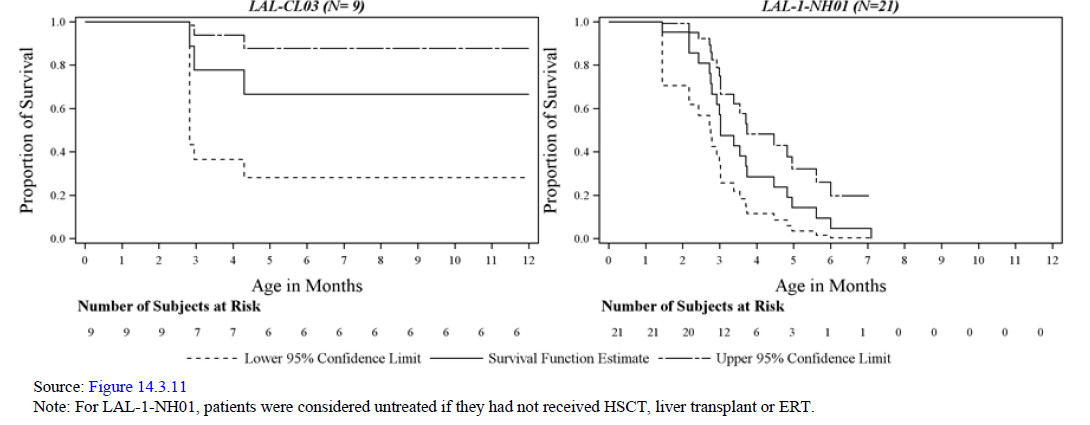 LAL-CL03 (N= 9)
LAL-1-NH01 (N=21)
Proportion of Survival
1.0
0.8
0.6
0.4
0.2
0.0
0 1 2 3 4 5 6 7 8 9 10 11 12
Age in Months
Number of Subjects at Risk
9 9 9 7 7 6 6 6 6 6 6 6 6
Proportion of Survival
1.0
0.8
0.6
0.4
0.2
0.0
0 1 2 3 4 5 6 7 8 9 10 11 12
Age in Months
Number of Subjects at Risk
21 21 20 12 6 3 1 1 0 0 0 0 0
Lower 95% Confidence Limit Survival Function Estimate Upper 95% Confidence Limit
Source: Figure 14.3.11
Note: For LAL-1-NH01, patients were considered untreated if they had not received HSCT, liver transplant or ERT.